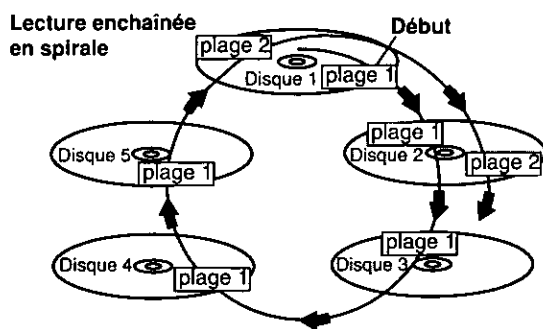 Lecture enchaînée
en spirale
Début
plage 2
Disque 1
plage 1
plage 1
Disque 2
plage 2
Disque 5
plage 1
plage 1
Disque 3
Disque 4
plage 1